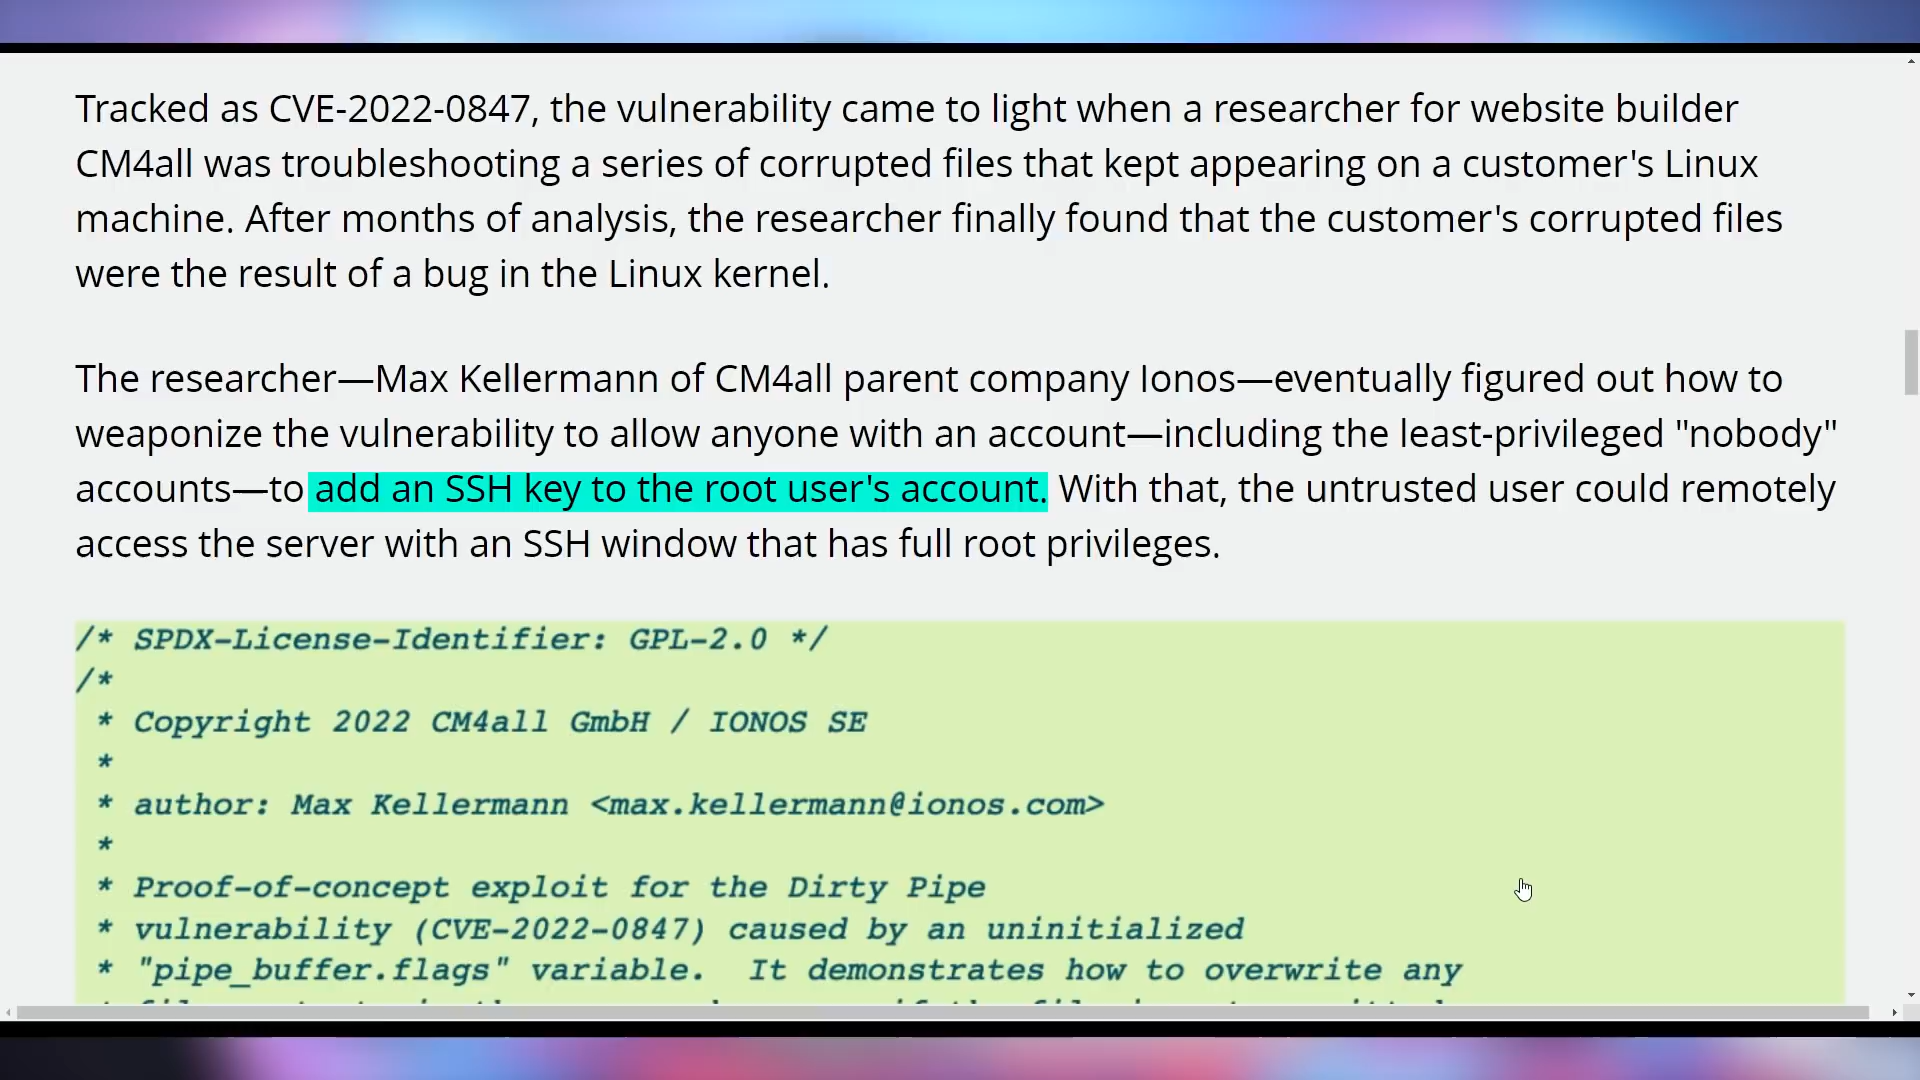 Tracked as CVE-2022-0847, the vulnerability came to light when a researcher for website builder
CM4all was troubleshooting a series of corrupted files that kept appearing on a customer's Linux
machine. After months of analysis, the researcher finally found that the customer's corrupted files
were the result of a bug in the Linux kernel.
The researcher—Max Kellermann of CM4all parent company Ionos—eventually figured out how to
weaponize the vulnerability to allow anyone with an account—including the least-privileged "nobody"
accounts—to add an SSH key to the root user's account. With that, the untrusted user could remotely
access the server with an SSH window that has full root privileges.
/* SPDX-License-Identifier: GPL-2.0 */
/*
* Copyright 2022 CM4all GmbH / IONOS SE
*
* author: Max Kellermann <max.kellermann@ionos.com>
*
* Proof-of-concept exploit for the Dirty Pipe
* vulnerability (CVE-2022-0847) caused by an uninitialized
* "pipe_buffer.flags" variable.  It demonstrates how to overwrite any